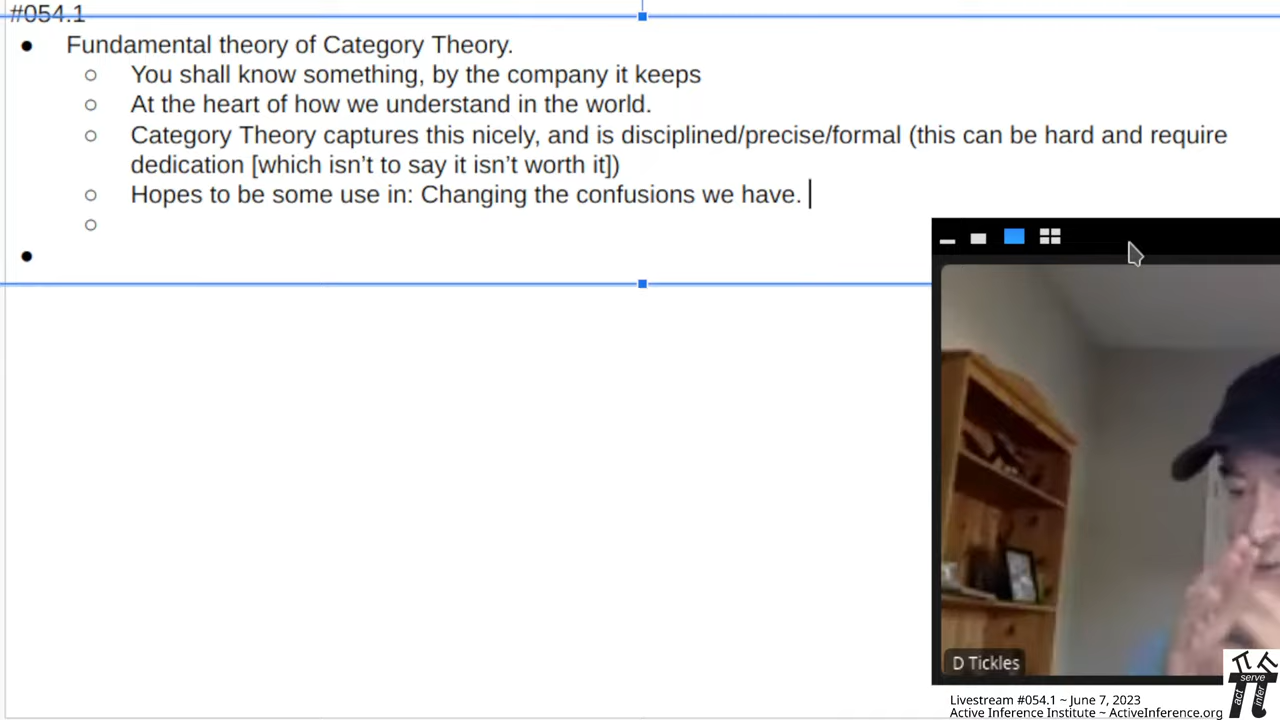 #054.1
Fundamental theory of Category Theory.
You shall know something, by the company it keeps
At the heart of how we understand in the world.
Category Theory captures this nicely, and is disciplined/precise/formal (this can be hard and require
dedication [which isn't to say it isn't worth it])
Hopes to be some use in: Changing the confusions we have.
D Tickles
act
serve
infer
Livestream #054.1 ~ June 7, 2023
Active Inference Institute ~ ActiveInference.org